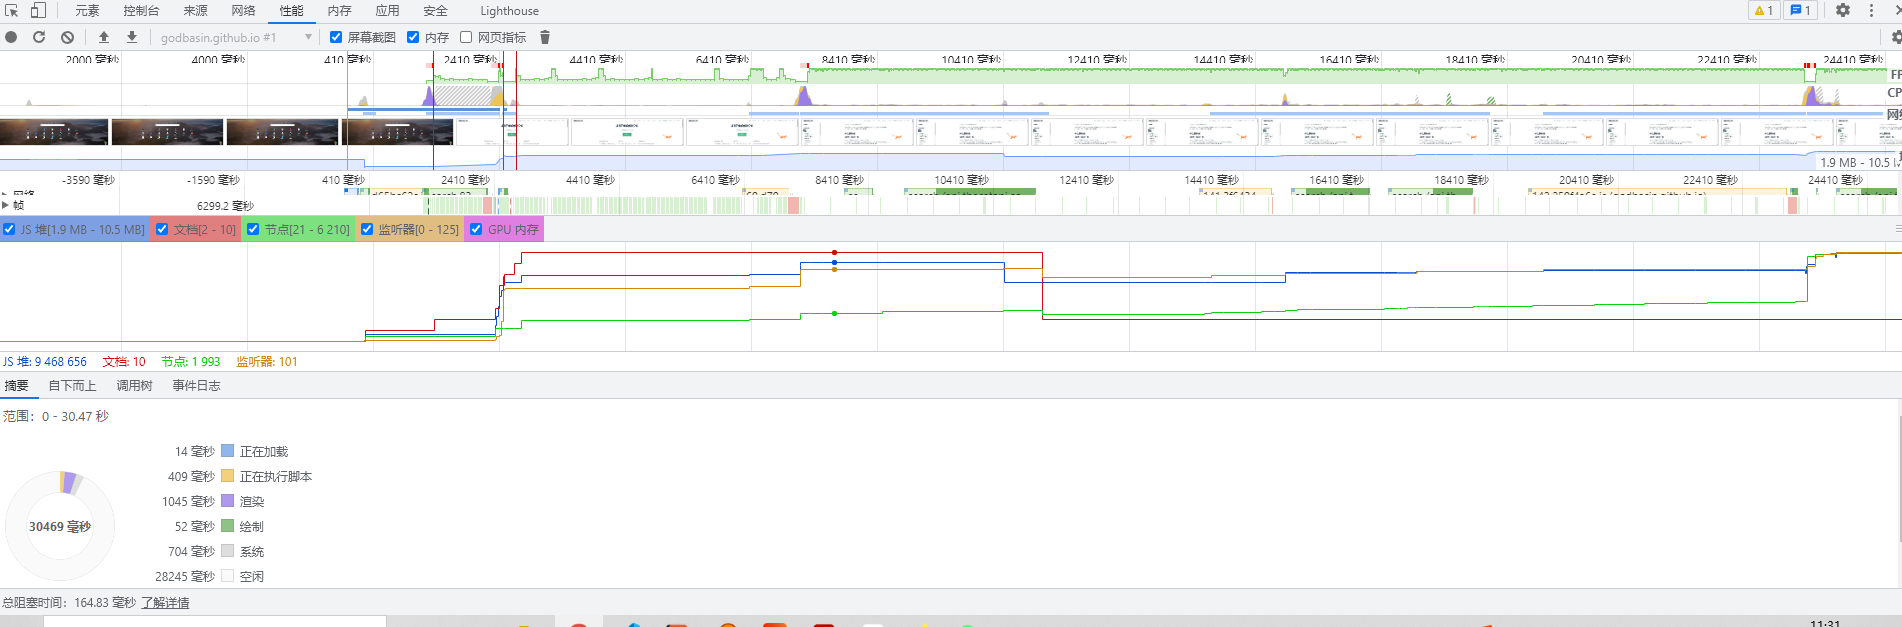 元素 控制台 来源 网络 性能 内存 应用 安全 Lighthouse 1 1
godbasin.github.io #1 屏幕截图 内存 网页指标
2000 毫秒 4000 毫秒 410 毫秒 2410 毫秒 4410 毫秒 6410 毫秒 8410 毫秒 10410 毫秒 12410 毫秒 14410 毫秒 16410 毫秒 18410 毫秒 20410 毫秒 22410 毫秒 24410 毫秒
1.9 MB - 10.5
-3590 毫秒 -1590 毫秒 410 毫秒 2410 毫秒 4410 毫秒 6410 毫秒 8410 毫秒 10410 毫秒 12410 毫秒 14410 毫秒 16410 毫秒 18410 毫秒 20410 毫秒 22410 毫秒 24410 毫秒
网络
帧 6299.2 毫秒
JS 堆[1.9 MB - 10.5 MB] 文档[2 - 10] 节点[21 - 6 210] 监听器[0 - 125] GPU 内存
JS 堆: 9 468 656 文档: 10 节点: 1 993 监听器: 101
摘要 自下而上 调用树 事件日志
范围：0 - 30.47 秒
14 毫秒 正在加载
409 毫秒 正在执行脚本
1045 毫秒 渲染
30469 毫秒
52 毫秒 绘制
704 毫秒 系统
28245 毫秒 空闲
总阻塞时间：164.83 毫秒 了解详情
11:31